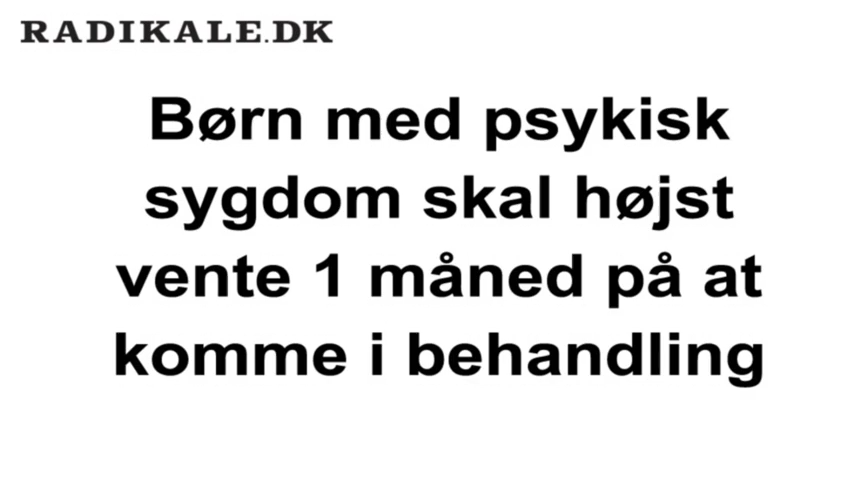 RADIKALE.DK
Børn med psykisk
sygdom skal højst
vente 1 måned på at
komme i behandling